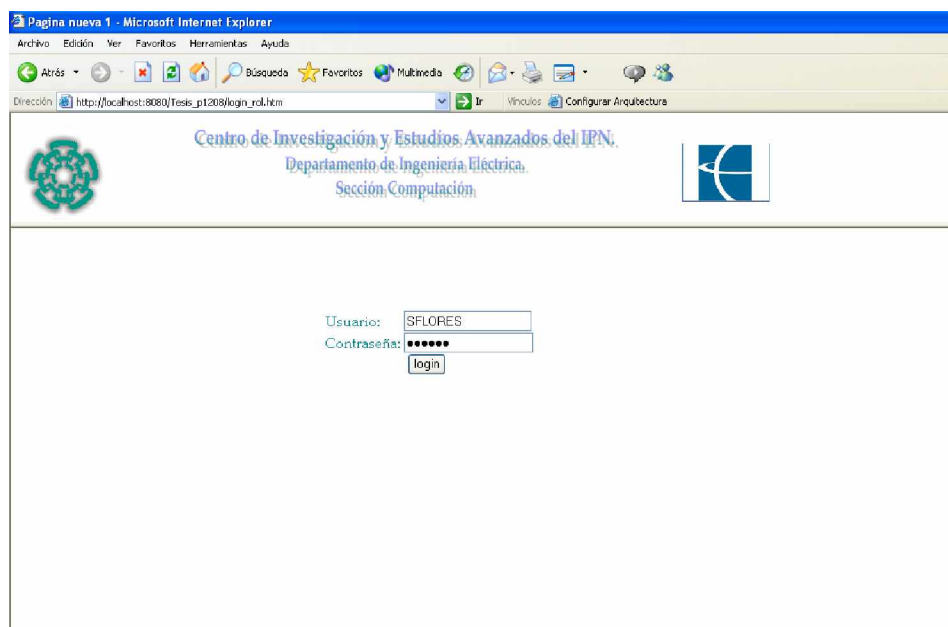 Pagina nueva 1 - Microsoft Internet Explorer
Archivo Edición Ver Favoritos Herramientas Ayuda
Atrás Búsqueda Favoritos Multimedia
Dirección http://localhost:8080/Tesis_p1208/login_rol.htm Ir Vínculos Configurar Arquitectura
Centro de Investigación y Estudios Avanzados del IPN.
Departamento de Ingeniería Eléctrica.
Sección Computación
Usuario: SFLORES
Contraseña: ●●●●●●
login